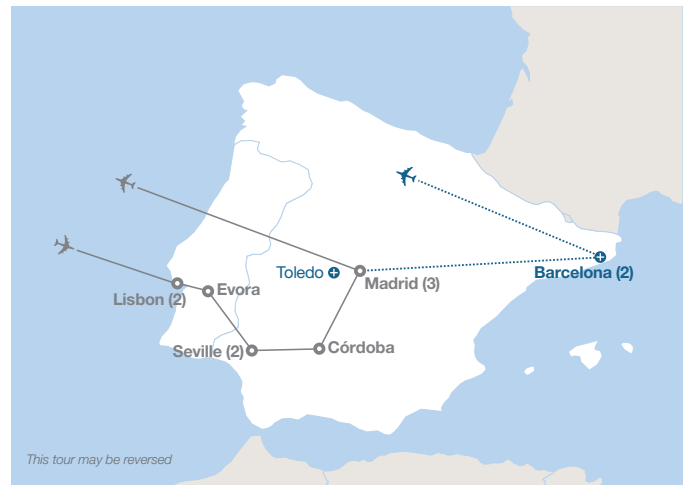 Toledo
Barcelona (2)
Madrid (3)
Evora
Lisbon (2)
Seville (2)
Córdoba
This tour may be reversed